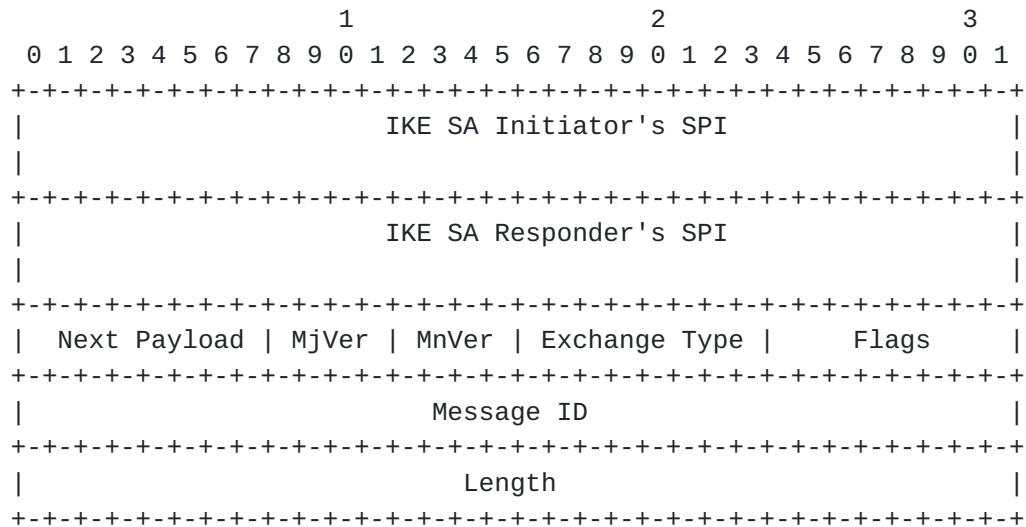 1                   2                   3
 0 1 2 3 4 5 6 7 8 9 0 1 2 3 4 5 6 7 8 9 0 1 2 3 4 5 6 7 8 9 0 1
+-+-+-+-+-+-+-+-+-+-+-+-+-+-+-+-+-+-+-+-+-+-+-+-+-+-+-+-+-+-+-+-+
|                       IKE SA Initiator's SPI                  |
|                                                               |
+-+-+-+-+-+-+-+-+-+-+-+-+-+-+-+-+-+-+-+-+-+-+-+-+-+-+-+-+-+-+-+-+
|                       IKE SA Responder's SPI                  |
|                                                               |
+-+-+-+-+-+-+-+-+-+-+-+-+-+-+-+-+-+-+-+-+-+-+-+-+-+-+-+-+-+-+-+-+
|  Next Payload | MjVer | MnVer | Exchange Type |     Flags     |
+-+-+-+-+-+-+-+-+-+-+-+-+-+-+-+-+-+-+-+-+-+-+-+-+-+-+-+-+-+-+-+-+
|                          Message ID                           |
+-+-+-+-+-+-+-+-+-+-+-+-+-+-+-+-+-+-+-+-+-+-+-+-+-+-+-+-+-+-+-+-+
|                            Length                             |
+-+-+-+-+-+-+-+-+-+-+-+-+-+-+-+-+-+-+-+-+-+-+-+-+-+-+-+-+-+-+-+-+